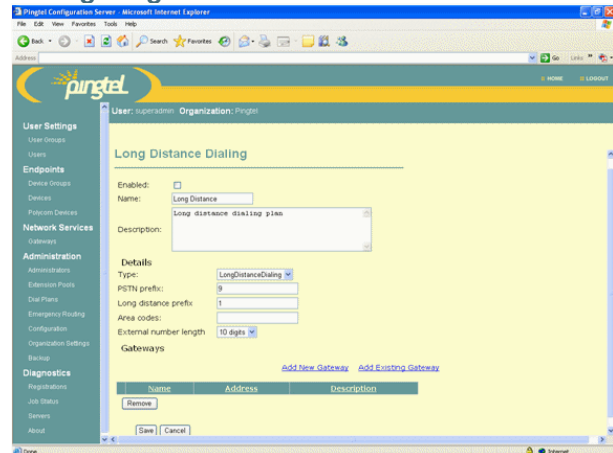 Pingtel Configuration Server - Microsoft Internet Explorer
File Edit View Favorites Tools Help
Back Search Favorites
Address Go Links
pingtel HOME LOGOUT
User: superadmin Organization: Pingtel
User Settings
User Groups
Users
Endpoints
Device Groups
Devices
Polycom Devices
Network Services
Gateways
Administration
Administrators
Extension Pools
Dial Plans
Emergency Routing
Configuration
Organization Settings
Backup
Diagnostics
Registrations
Job Status
Servers
About
Long Distance Dialing
Enabled:
Name: Long Distance
Description: Long distance dialing plan
Details
Type: LongDistanceDialing
PSTN prefix: 9
Long distance prefix 1
Area codes:
External number length 10 digits
Gateways
Add New Gateway Add Existing Gateway
Name Address Description
Remove
Save Cancel
Done Internet